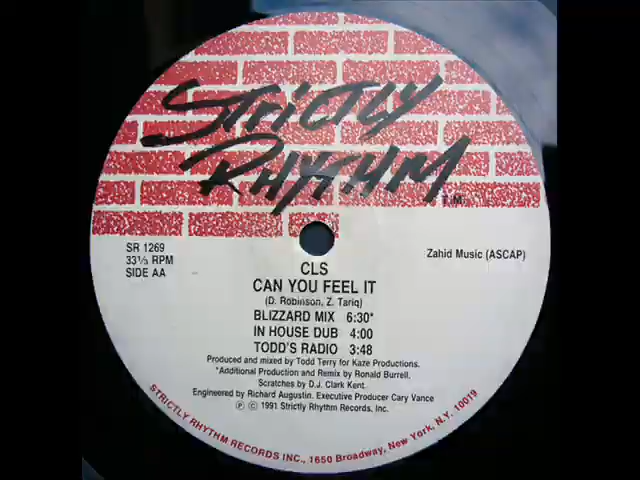 STRICTLY
RHYTHM
T.M.
SR 1269
33⅓ RPM
SIDE AA
Zahid Music (ASCAP)
CLS
CAN YOU FEEL IT
(D. Robinson, Z. Tariq)
BLIZZARD MIX 6:30*
IN HOUSE DUB 4:00
TODD'S RADIO 3:48
Produced and mixed by Todd Terry for Kaze Productions.
*Additional Production and Remix by Ronald Burrell.
Scratches by D.J. Clark Kent.
Engineered by Richard Augustin. Executive Producer Cary Vance
Ⓟ © 1991 Strictly Rhythm Records, Inc.
STRICTLY RHYTHM RECORDS INC., 1650 Broadway, New York, N.Y. 10019